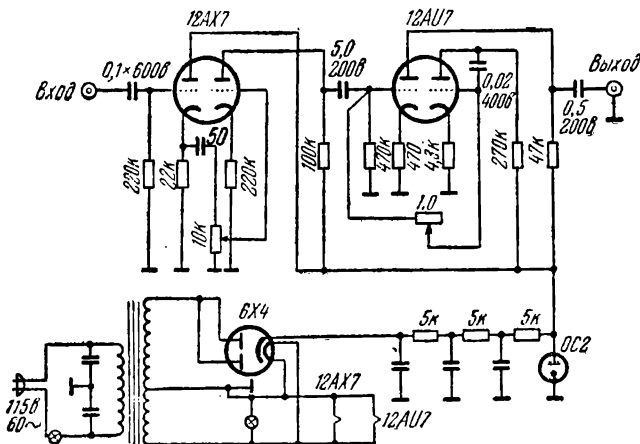 12AX7
12AU7
0,1×600в
5,0
200в
0,02
400в
Вход
Выход
0,5
200в
50
220к
22к
220к
10к
100к
470к
470
4,3к
270к
47к
1,0
6X4
5к
5к
5к
OC2
115в
60~
12AX7
12AU7